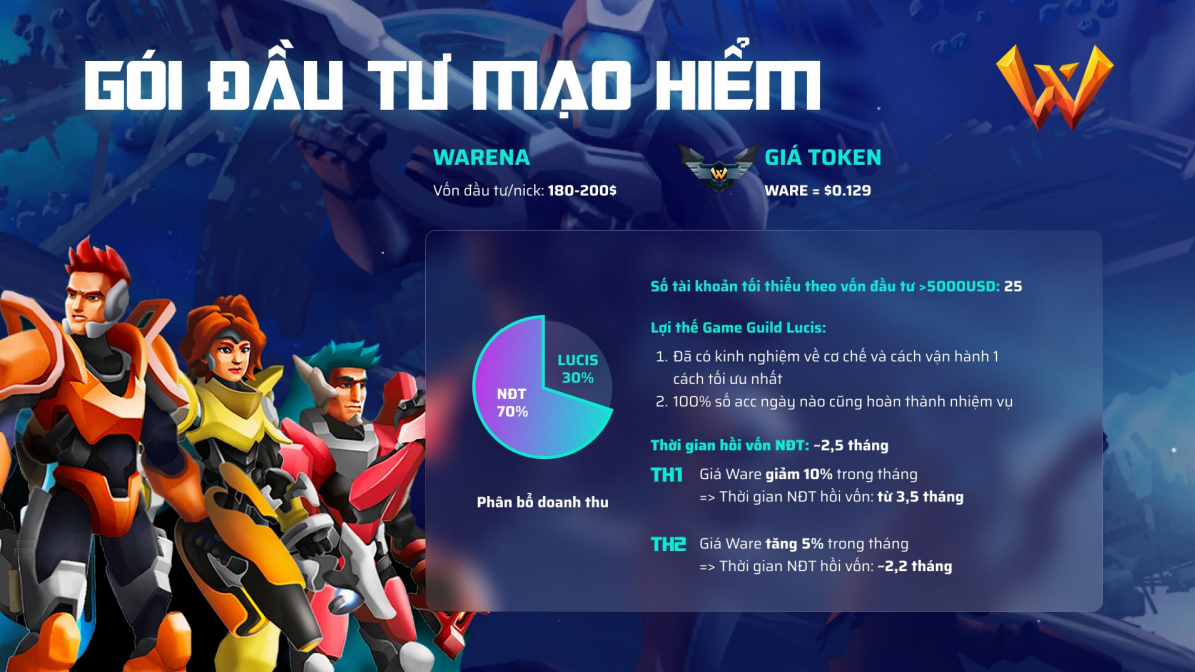 GÓI ĐẦU TƯ MẠO HIỂM
WARENA
Vốn đầu tư/nick: 180-200$
GIÁ TOKEN
WARE = $0.129
LUCIS
30%
NĐT
70%
Phân bổ doanh thu
Số tài khoản tối thiểu theo vốn đầu tư >5000USD: 25
Lợi thế Game Guild Lucis:
1. Đã có kinh nghiệm về cơ chế và cách vận hành 1
cách tối ưu nhất
2. 100% số acc ngày nào cũng hoàn thành nhiệm vụ
Thời gian hồi vốn NĐT: ~2,5 tháng
TH1 Giá Ware giảm 10% trong tháng
=> Thời gian NĐT hồi vốn: từ 3,5 tháng
TH2 Giá Ware tăng 5% trong tháng
=> Thời gian NĐT hồi vốn: ~2,2 tháng